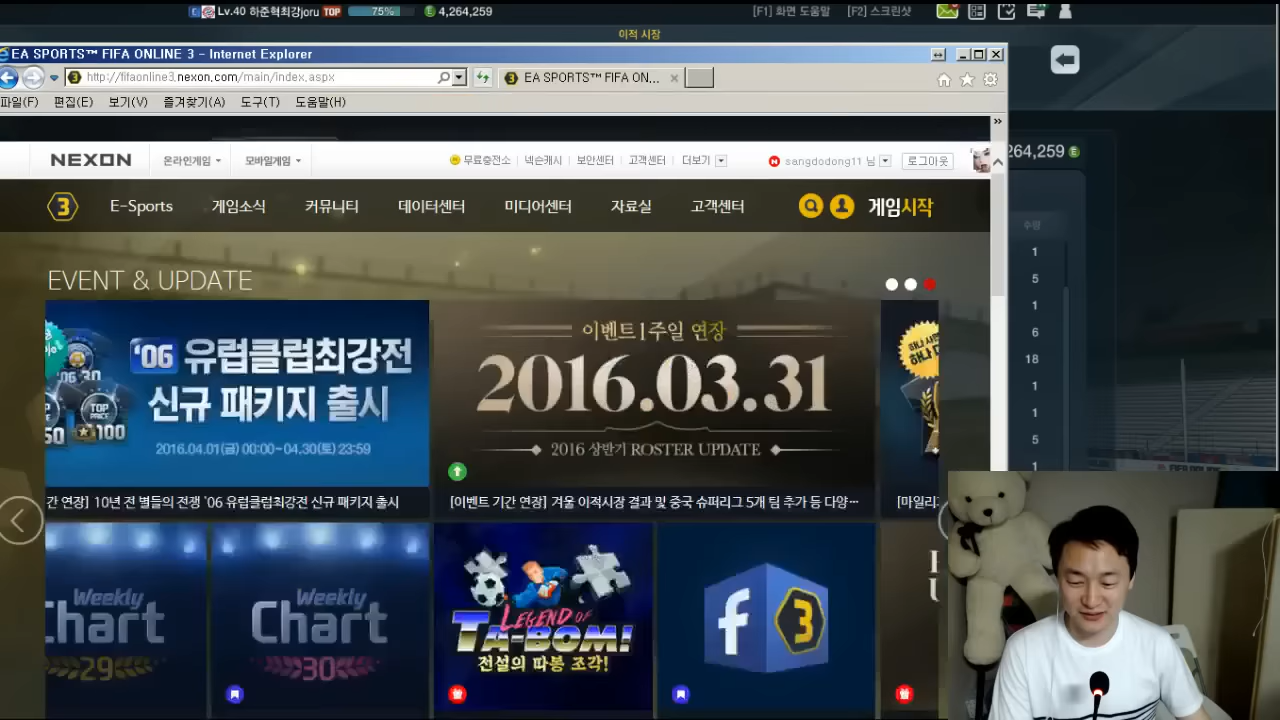 Lv.40 하준혁최강joru TOP 75% 4,264,259 [F1] 화면 도움말 [F2] 스크린샷
이적 시장
EA SPORTS™ FIFA ONLINE 3 - Internet Explorer
http://fifaonline3.nexon.com/main/index.aspx EA SPORTS™ FIFA ON...
파일(F) 편집(E) 보기(V) 즐겨찾기(A) 도구(T) 도움말(H)
264,259
NEXON 온라인게임 모바일게임 무료충전소 넥슨캐시 보안센터 고객센터 더보기 sangdodong11 님 로그아웃
3 E-Sports 게임소식 커뮤니티 데이터센터 미디어센터 자료실 고객센터 게임시작
수량
1
5
1
6
18
1
1
5
1
EVENT & UPDATE
'06 유럽클럽최강전
신규 패키지 출시
2016.04.01(금) 00:00~04.30(토) 23:59
TOP PRICE
100
이벤트 1주일 연장
2016.03.31
2016 상반기 ROSTER UPDATE
간 연장] 10년 전 별들의 전쟁 '06 유럽클럽최강전 신규 패키지 출시
[이벤트 기간 연장] 겨울 이적시장 결과 및 중국 슈퍼리그 5개 팀 추가 등 다양···
[마일리
Weekly
Chart
29
Weekly
Chart
30
LEGEND OF
TA-BOM!
전설의 따봉 조각!
f 3